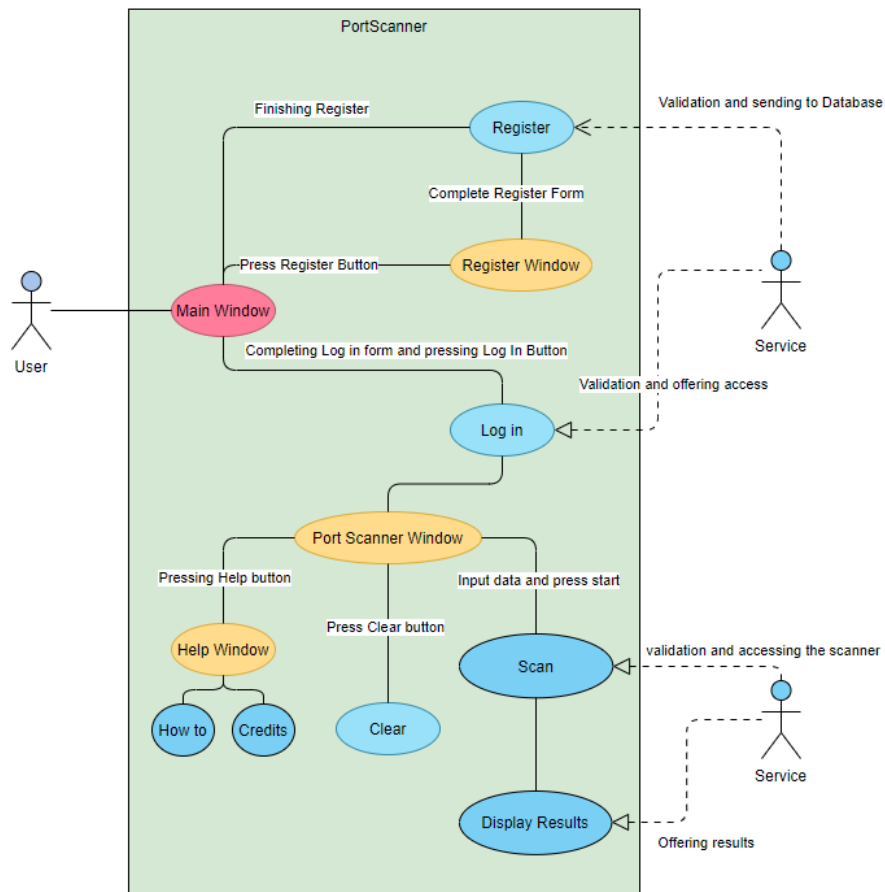 PortScanner
Finishing Register
Validation and sending to Database
Register
Complete Register Form
Press Register Button
Register Window
Main Window
User
Service
Completing Log in form and pressing Log In Button
Validation and offering access
Log in
Port Scanner Window
Pressing Help button
Input data and press start
Press Clear button
Help Window
validation and accessing the scanner
Scan
How to
Credits
Clear
Service
Display Results
Offering results